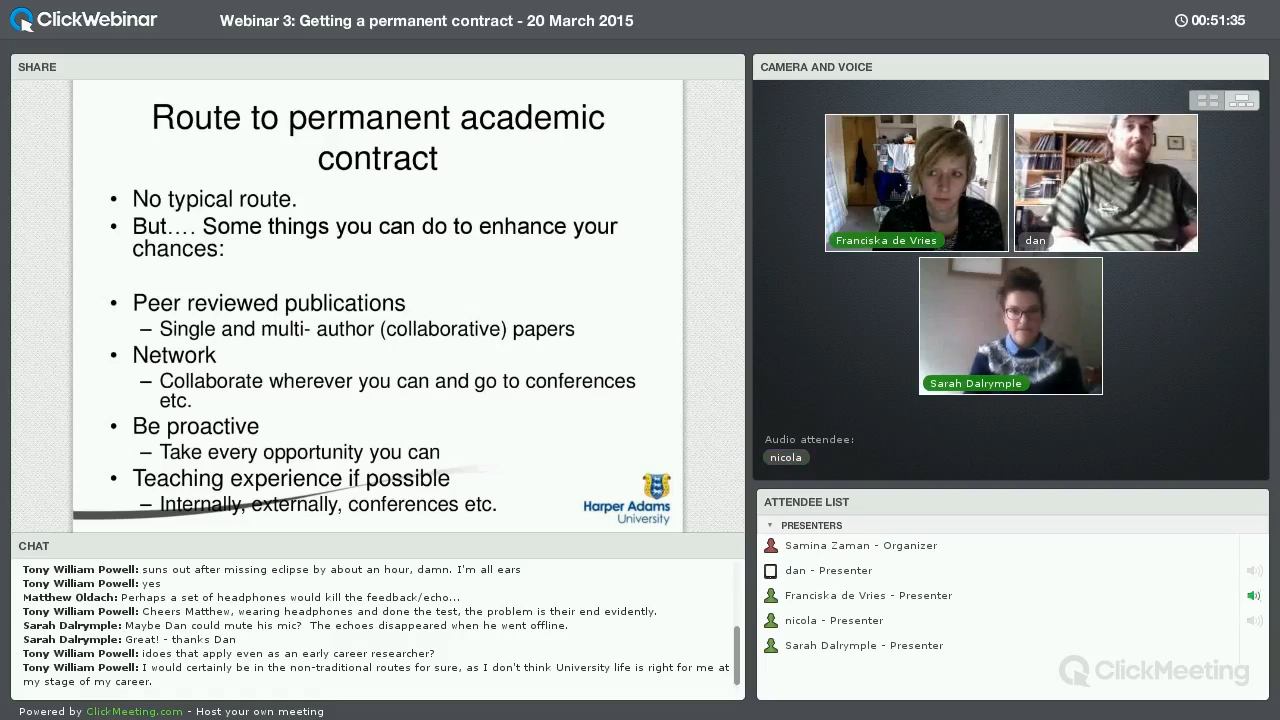 ClickWebinar
Webinar 3: Getting a permanent contract - 20 March 2015
00:51:35
SHARE
Route to permanent academic
contract
• No typical route.
• But…. Some things you can do to enhance your
chances:
• Peer reviewed publications
– Single and multi- author (collaborative) papers
• Network
– Collaborate wherever you can and go to conferences
etc.
• Be proactive
– Take every opportunity you can
• Teaching experience if possible
– Internally, externally, conferences etc.
Harper Adams
University
CHAT
Tony William Powell: suns out after missing eclipse by about an hour, damn. I'm all ears
Tony William Powell: yes
Matthew Oldach: Perhaps a set of headphones would kill the feedback/echo...
Tony William Powell: Cheers Matthew, wearing headphones and done the test, the problem is their end evidently.
Sarah Dalrymple: Maybe Dan could mute his mic? The echoes disappeared when he went offline.
Sarah Dalrymple: Great! - thanks Dan
Tony William Powell: idoes that apply even as an early career researcher?
Tony William Powell: I would certainly be in the non-traditional routes for sure, as I don't think University life is right for me at
my stage of my career.
CAMERA AND VOICE
Franciska de Vries
dan
Sarah Dalrymple
Audio attendee:
nicola
ATTENDEE LIST
PRESENTERS
Samina Zaman - Organizer
dan - Presenter
Franciska de Vries - Presenter
nicola - Presenter
Sarah Dalrymple - Presenter
ClickMeeting
Powered by ClickMeeting.com - Host your own meeting